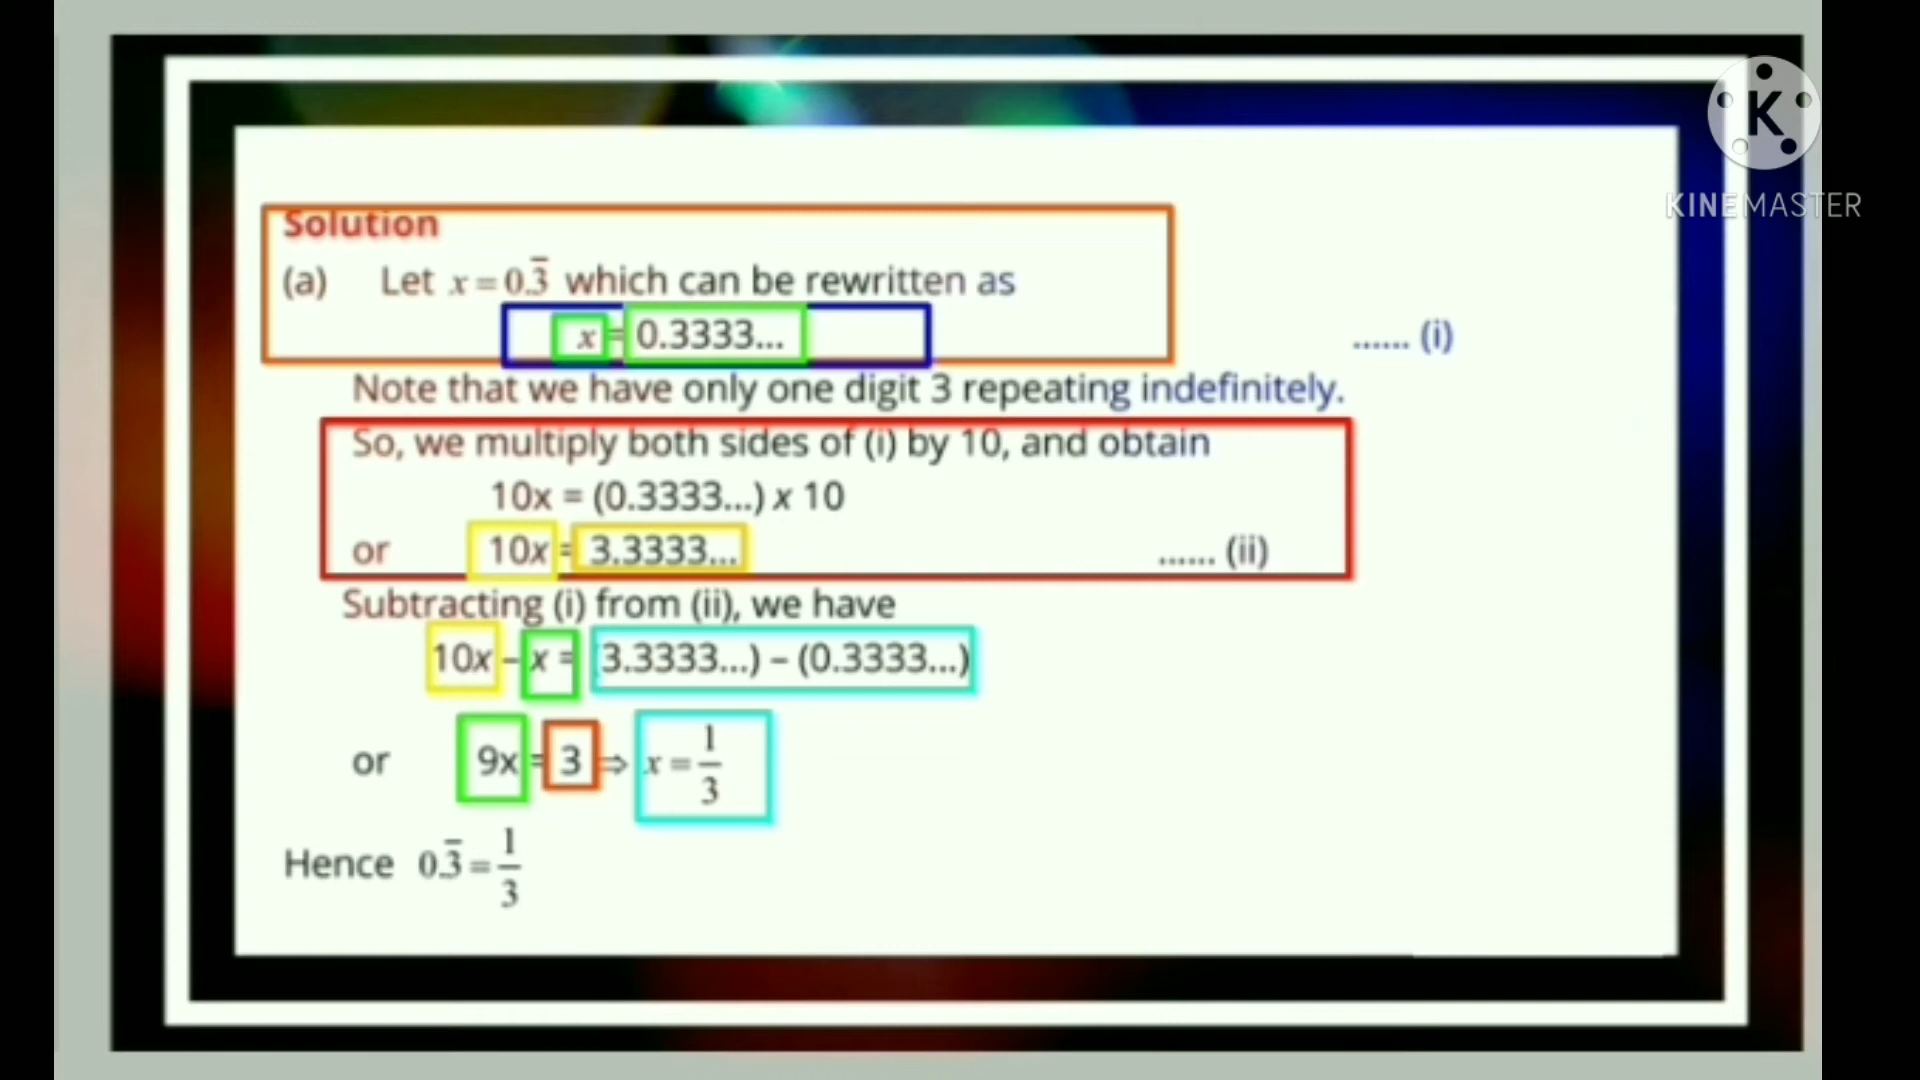 Solution
(a) Let x = 0.3̅ which can be rewritten as
x = 0.3333... ...... (i)
Note that we have only one digit 3 repeating indefinitely.
So, we multiply both sides of (i) by 10, and obtain
10x = (0.3333...) x 10
or 10x = 3.3333... ...... (ii)
Subtracting (i) from (ii), we have
10x – x = (3.3333...) – (0.3333...)
or 9x = 3 ⇒ x = 1/3
Hence 0.3̅ = 1/3
K
KINEMASTER